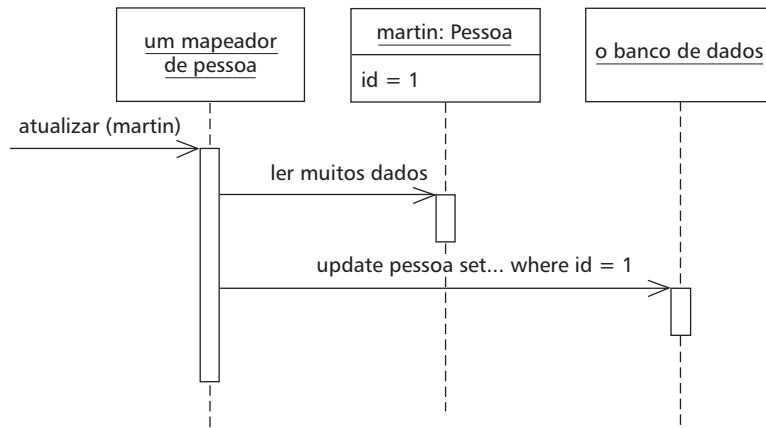 um mapeador
de pessoa
martin: Pessoa
id = 1
o banco de dados
atualizar (martin)
ler muitos dados
update pessoa set... where id = 1